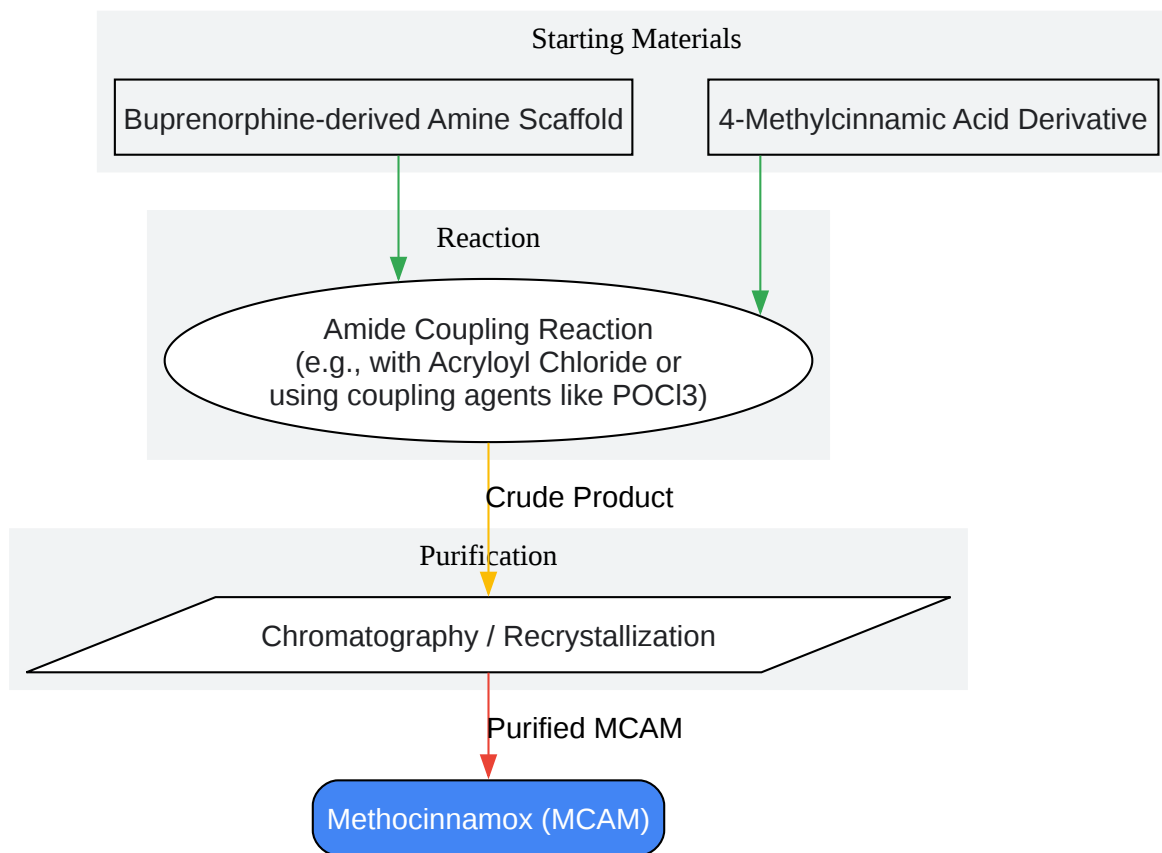 Starting Materials
Buprenorphine-derived Amine Scaffold
4-Methylcinnamic Acid Derivative
Reaction
Amide Coupling Reaction
(e.g., with Acryloyl Chloride or
using coupling agents like POCl3)
Crude Product
Purification
Chromatography / Recrystallization
Purified MCAM
Methocinnamox (MCAM)